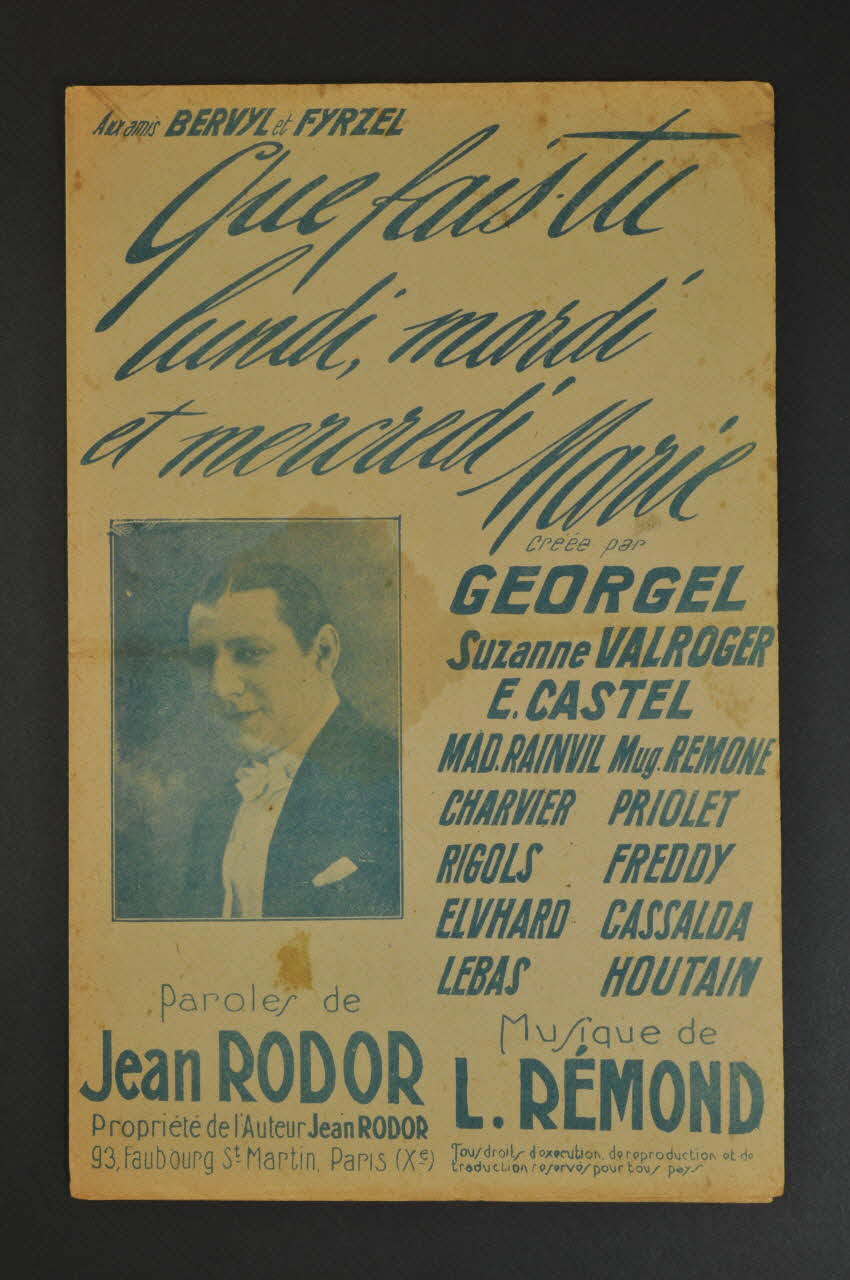 Aux amis BERVYL et FYRZEL
Que fais-tu
lundi, mardi
et mercredi Marie
créée par
GEORGEL
Suzanne VALROGER
E. CASTEL
MAD. RAINVIL Mug. REMONE
CHARVIER PRIOLET
RIGOLS FREDDY
ELVHARD CASSALDA
LEBAS HOUTAIN
Paroles de
Jean RODOR
Propriété de l'Auteur Jean RODOR
93, Faubourg St Martin, Paris (Xe)
Musique de
L. RÉMOND
Tous droits d'execution, de reproduction et de
traduction reservés pour tous pays